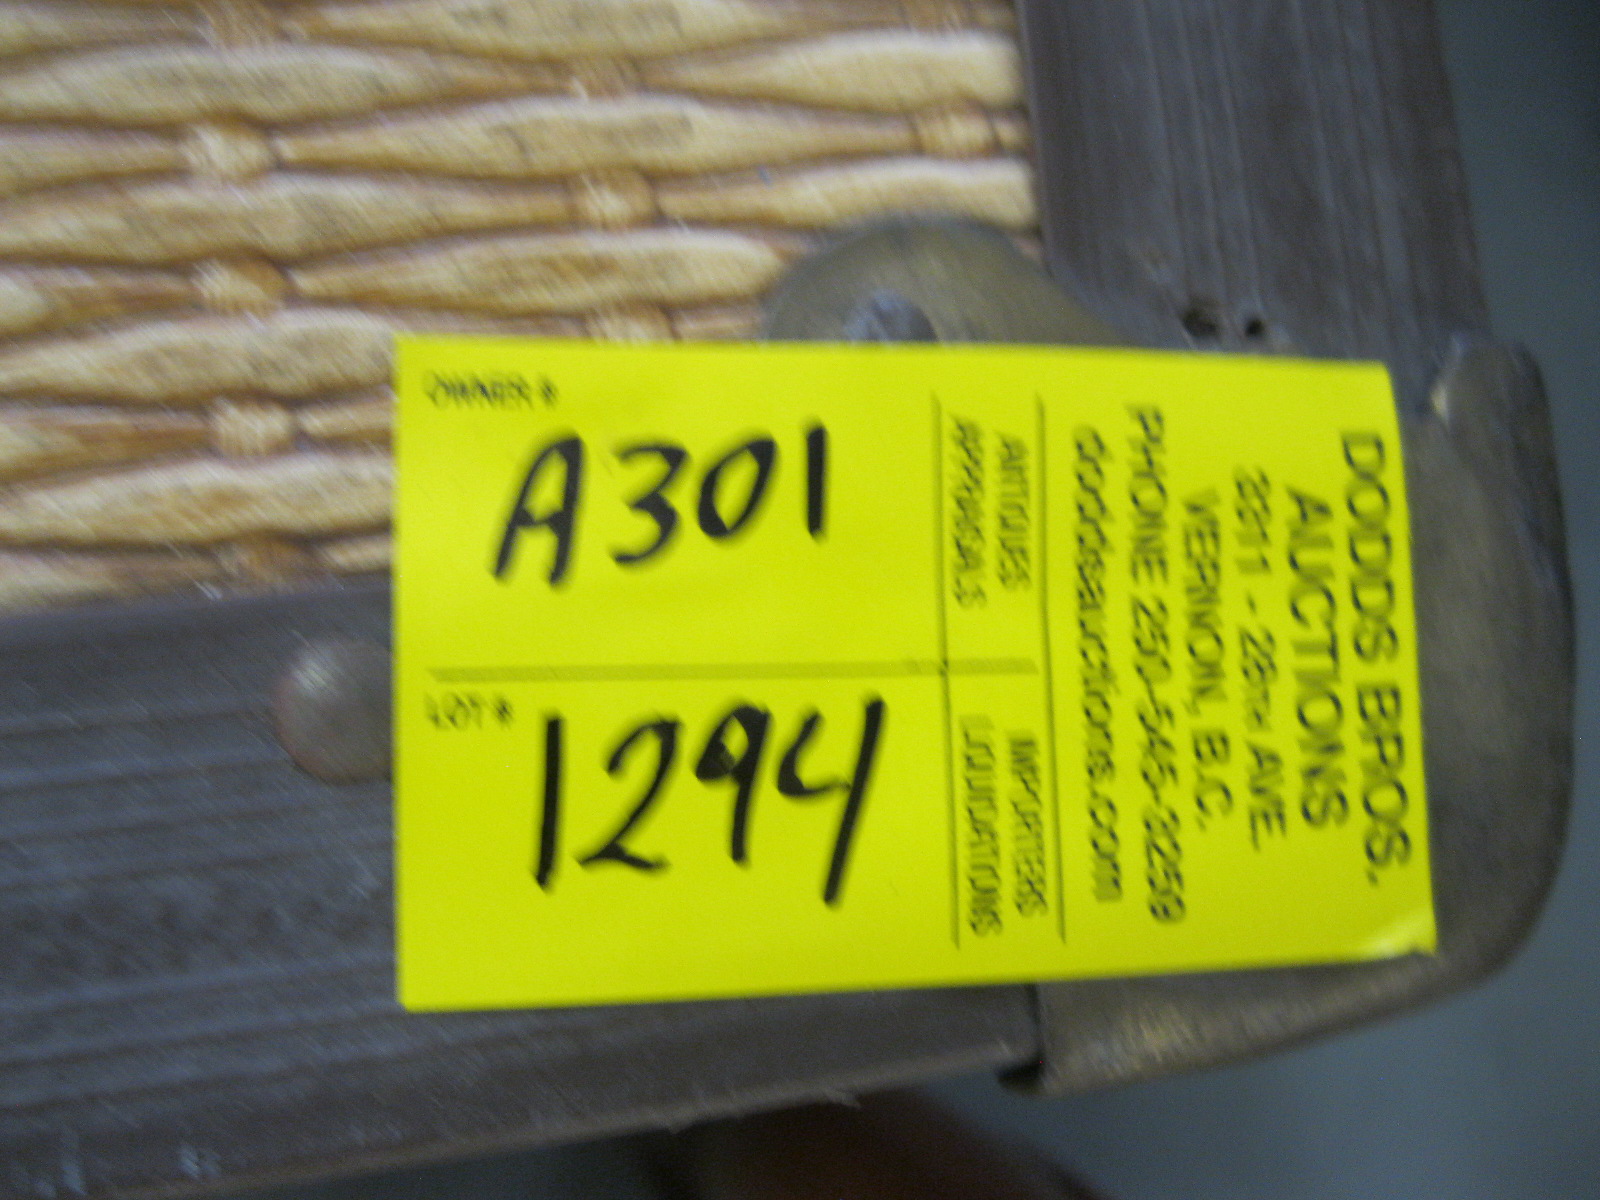 OWNER #
A301
LOT #
1294
DODDS BROS.
AUCTIONS
3311 - 28TH AVE
VERNON, B.C.
PHONE 250-545-3259
doddsauctions.com
ANTIQUES IMPORTERS
APPRAISALS LIQUIDATIONS